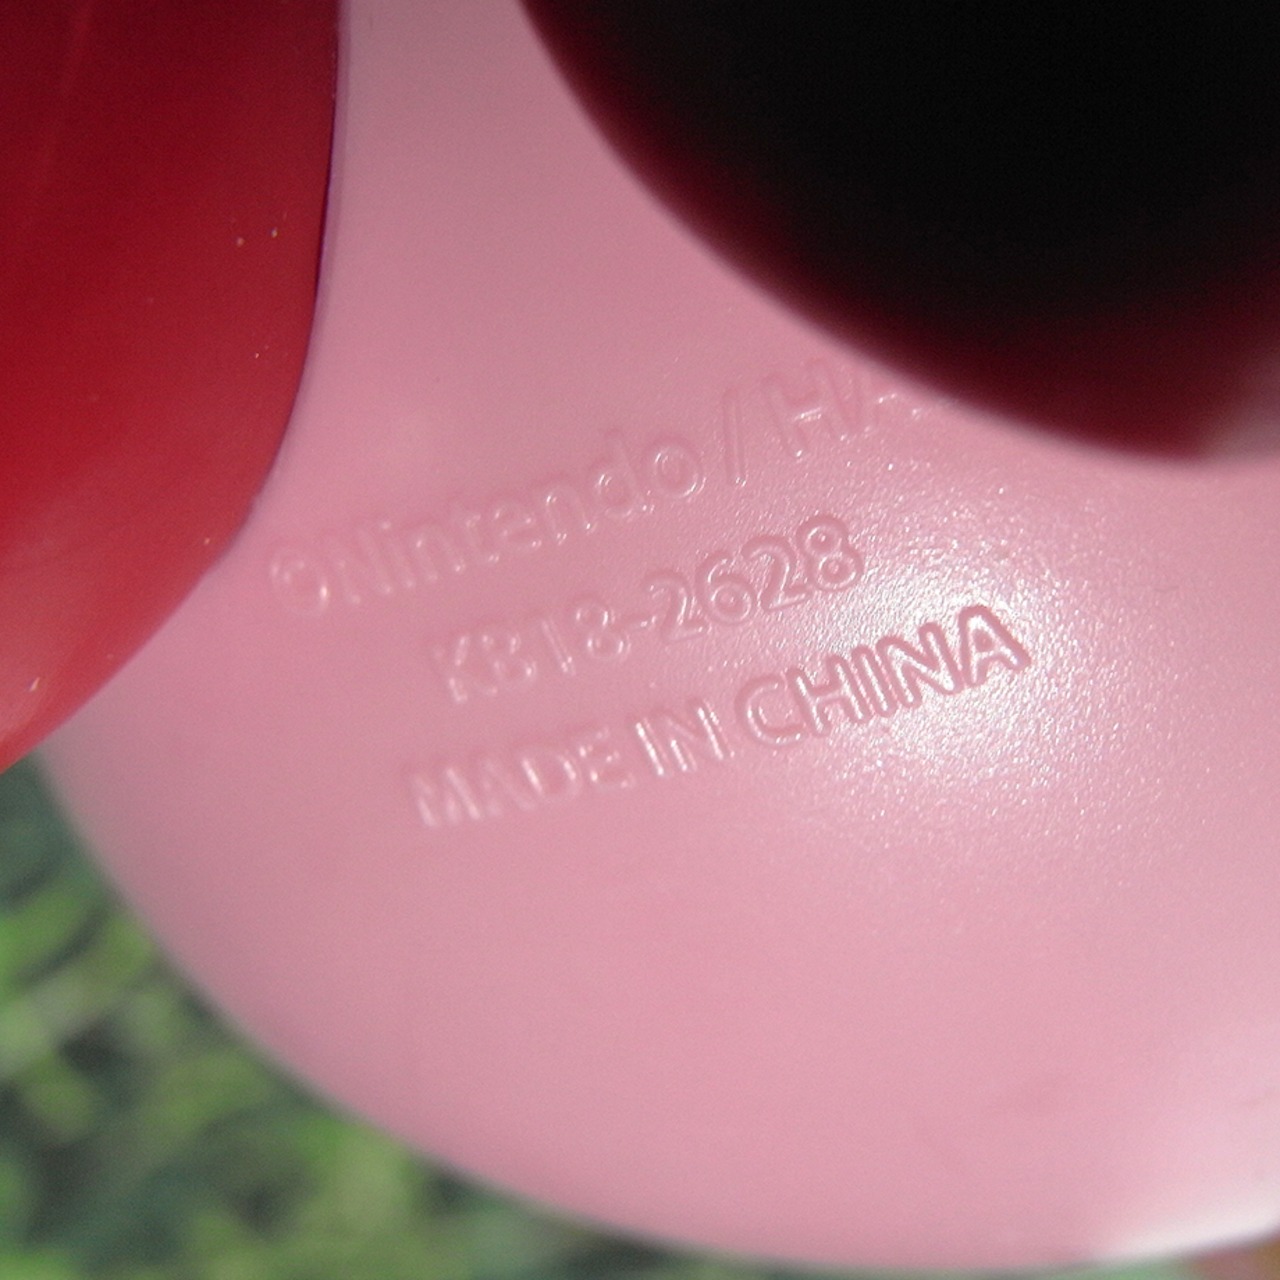 ©Nintendo / HA
KB18-2628
MADE IN CHINA